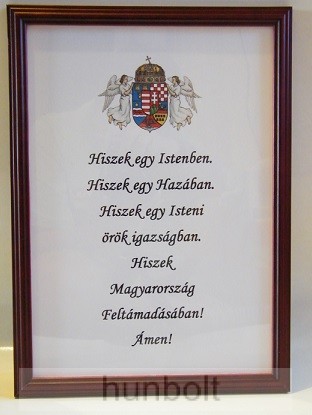 Hiszek egy Istenben.
Hiszek egy Hazában.
Hiszek egy Isteni
örök igazságban.
Hiszek
Magyarország
Feltámadásában!
Ámen!
hunbolt